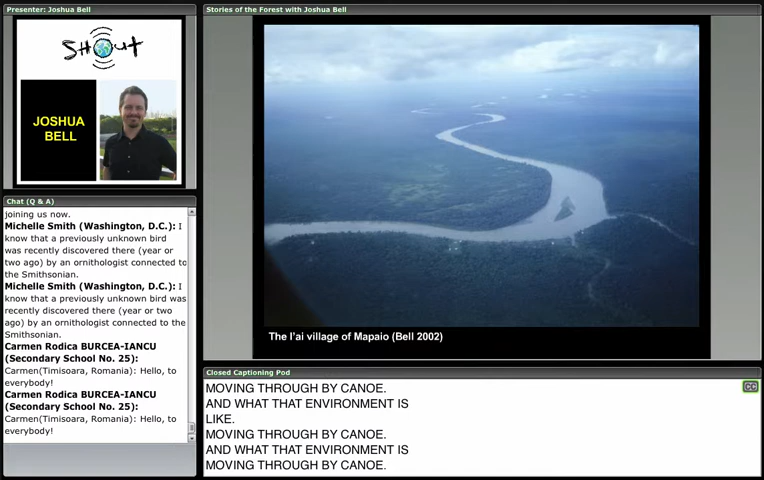 Presenter: Joshua Bell
SHOUT
JOSHUA
BELL
Chat (Q & A)
joining us now.
Michelle Smith (Washington, D.C.): I
know that a previously unknown bird
was recently discovered there (year or
two ago) by an ornithologist connected to
the Smithsonian.
Michelle Smith (Washington, D.C.): I
know that a previously unknown bird was
recently discovered there (year or two
ago) by an ornithologist connected to the
Smithsonian.
Carmen Rodica BURCEA-IANCU
(Secondary School No. 25):
Carmen(Timisoara, Romania): Hello, to
everybody!
Carmen Rodica BURCEA-IANCU
(Secondary School No. 25):
Carmen(Timisoara, Romania): Hello, to
everybody!
Stories of the Forest with Joshua Bell
The I'ai village of Mapaio (Bell 2002)
Closed Captioning Pod
CC
MOVING THROUGH BY CANOE.
AND WHAT THAT ENVIRONMENT IS
LIKE.
MOVING THROUGH BY CANOE.
AND WHAT THAT ENVIRONMENT IS
MOVING THROUGH BY CANOE.